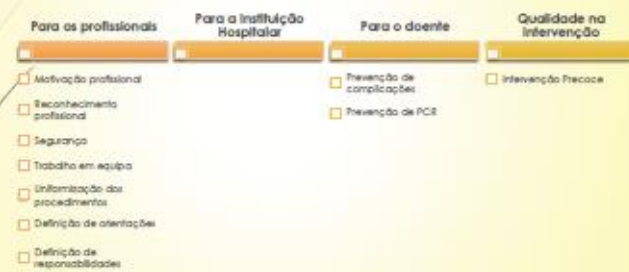 Para os profissionais
Para a Instituição
Hospitalar
Para o doente
Qualidade na
Intervenção
Motivação profissional
Reconhecimento
profissional
Segurança
Trabalho em equipa
Uniformização dos
procedimentos
Definição de orientações
Definição de
responsabilidades
Prevenção de
complicações
Prevenção de PCR
Intervenção Precoce